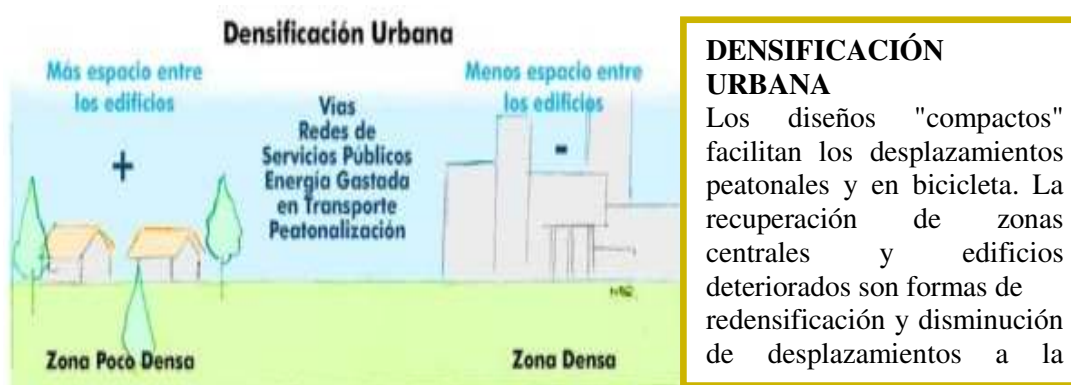 Densificación Urbana
Más espacio entre
los edificios
+
Vias
Redes de
Servicios Públicos
Energía Gastada
en Transporte
Peatonalización
Menos espacio entre
los edificios
-
Zona Poco Densa
Zona Densa
DENSIFICACIÓN
URBANA
Los diseños "compactos"
facilitan los desplazamientos
peatonales y en bicicleta. La
recuperación de zonas
centrales y edificios
deteriorados son formas de
redensificación y disminución
de desplazamientos a la